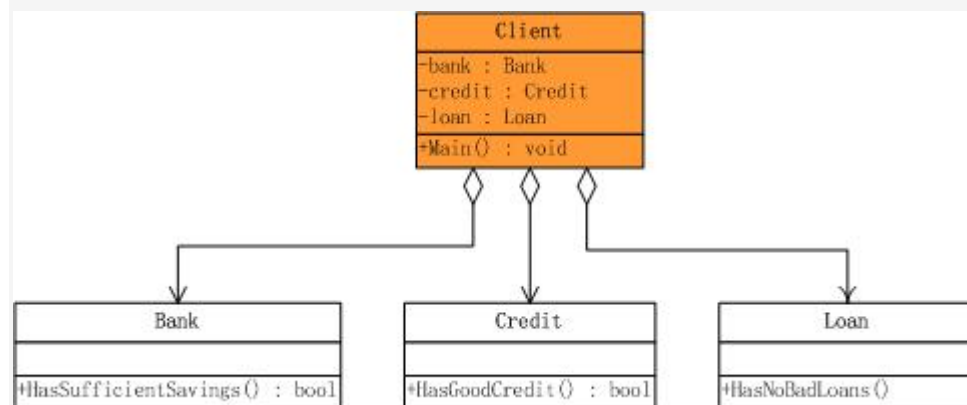 Client
-bank : Bank
-credit : Credit
-loan : Loan
+Main() : void
Bank
+HasSufficientSavings() : bool
Credit
+HasGoodCredit() : bool
Loan
+HasNoBadLoans()